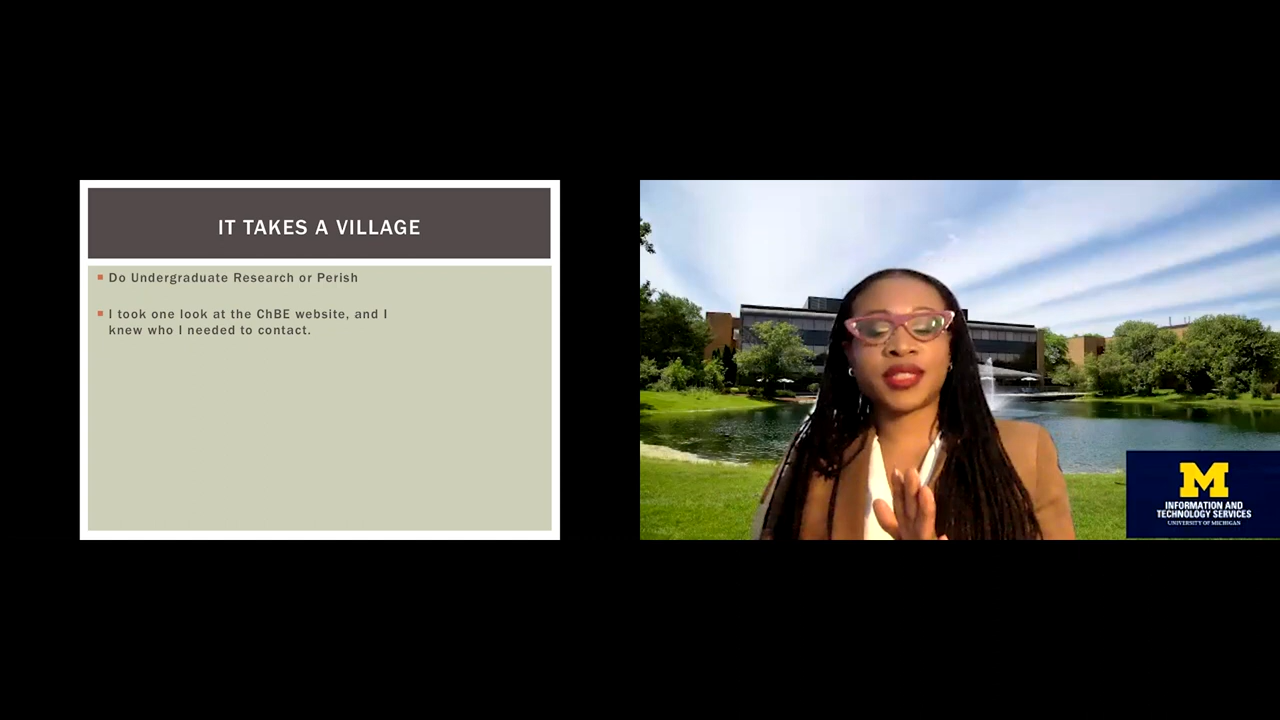 IT TAKES A VILLAGE
Do Undergraduate Research or Perish
I took one look at the ChBE website, and I
knew who I needed to contact.
M
INFORMATION AND
TECHNOLOGY SERVICES
UNIVERSITY OF MICHIGAN